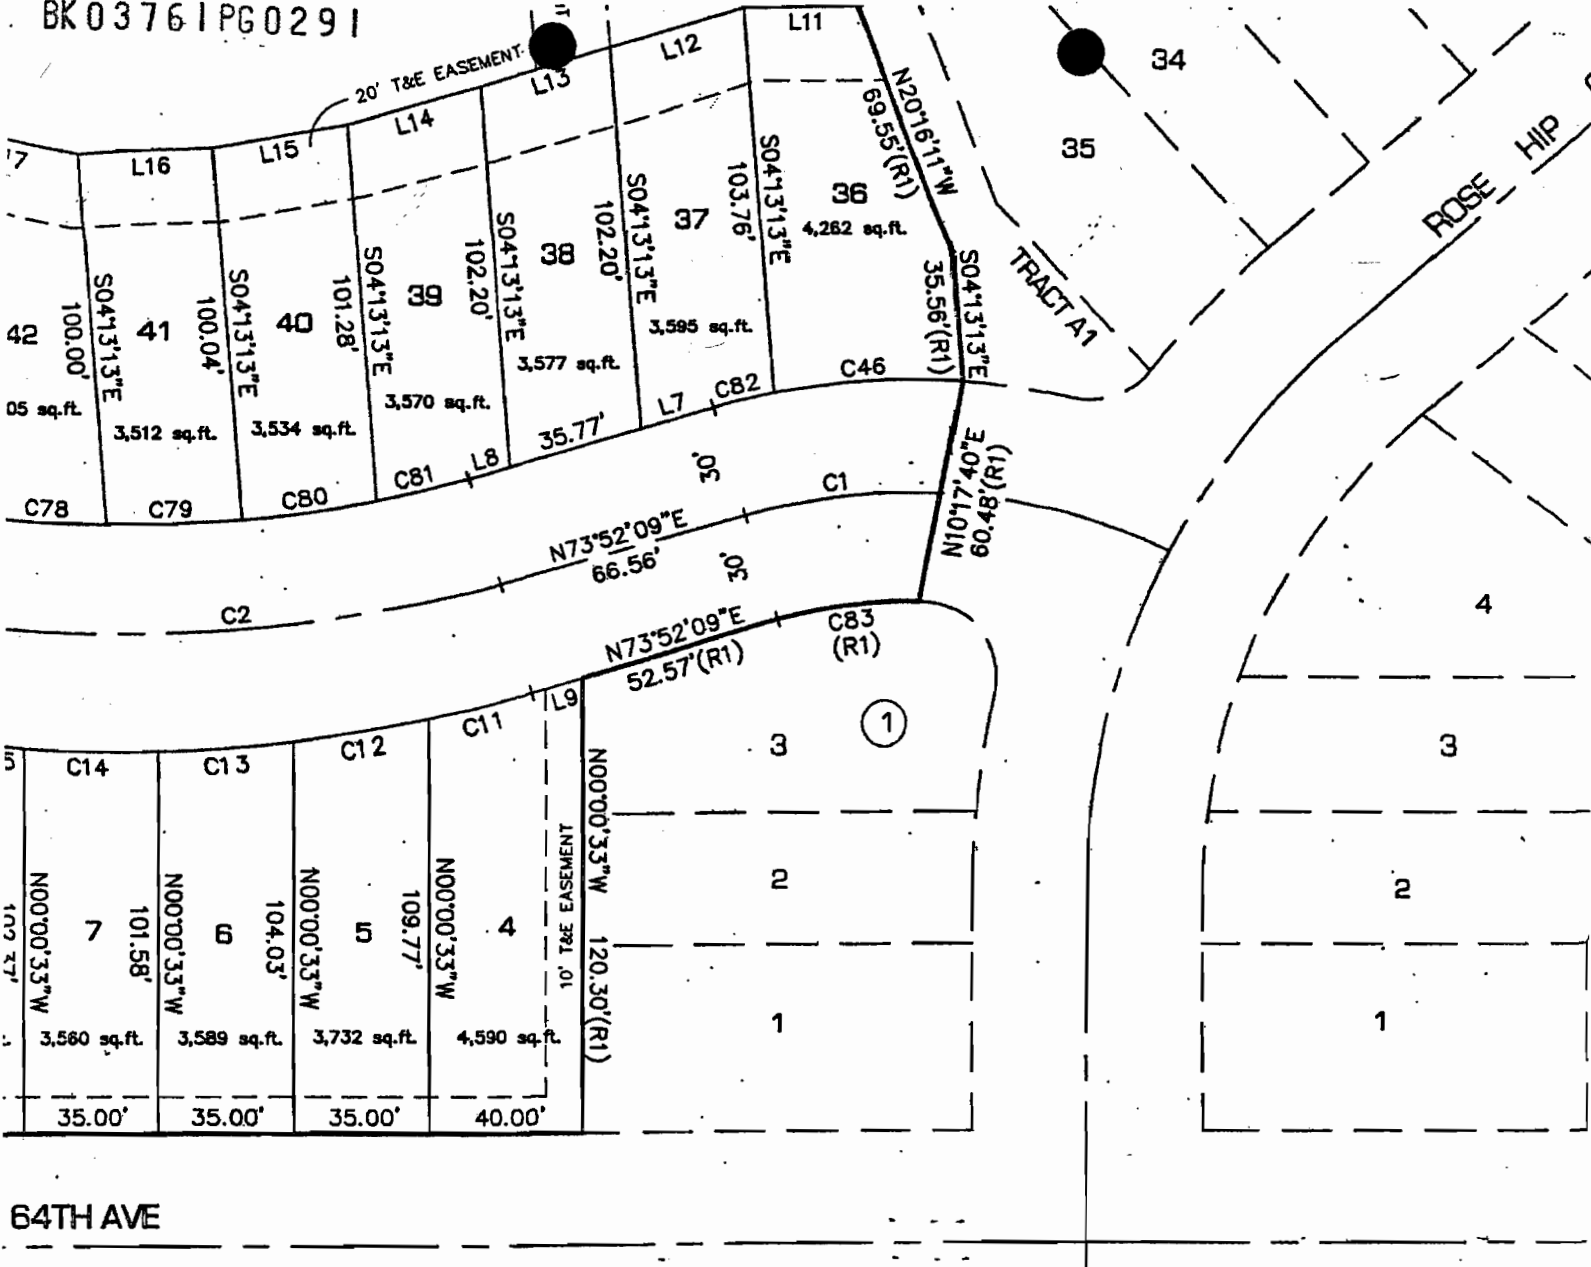 BK03761PG0291
20' T&E EASEMENT
L11
L12
L13
L14
L15
L16
34
35
ROSE HIP
TRACT A1
N20°16'11"W
69.55'(R1)
S04°13'13"E
35.56'(R1)
36
4,262 sq.ft.
S04°13'13"E
103.76'
37
3,595 sq.ft.
S04°13'13"E
102.20'
38
3,577 sq.ft.
S04°13'13"E
102.20'
39
3,570 sq.ft.
S04°13'13"E
101.28'
40
3,534 sq.ft.
S04°13'13"E
100.04'
41
3,512 sq.ft.
S04°13'13"E
100.00'
42
05 sq.ft.
C46
C82
L7
35.77'
L8
C81
C80
C79
C78
30'
C1
N10°17'40"E
60.48'(R1)
N73°52'09"E
66.56'
30'
C2
N73°52'09"E
52.57'(R1)
C83
(R1)
L9
C11
C12
C13
C14
5
1
3
2
1
4
3
2
1
N00°00'33"W
120.30'(R1)
10' T&E EASEMENT
4
4,590 sq.ft.
N00°00'33"W
109.77'
5
3,732 sq.ft.
N00°00'33"W
104.03'
6
3,589 sq.ft.
N00°00'33"W
101.58'
7
3,560 sq.ft.
N00°00'33"W
35.00'
35.00'
35.00'
40.00'
64TH AVE